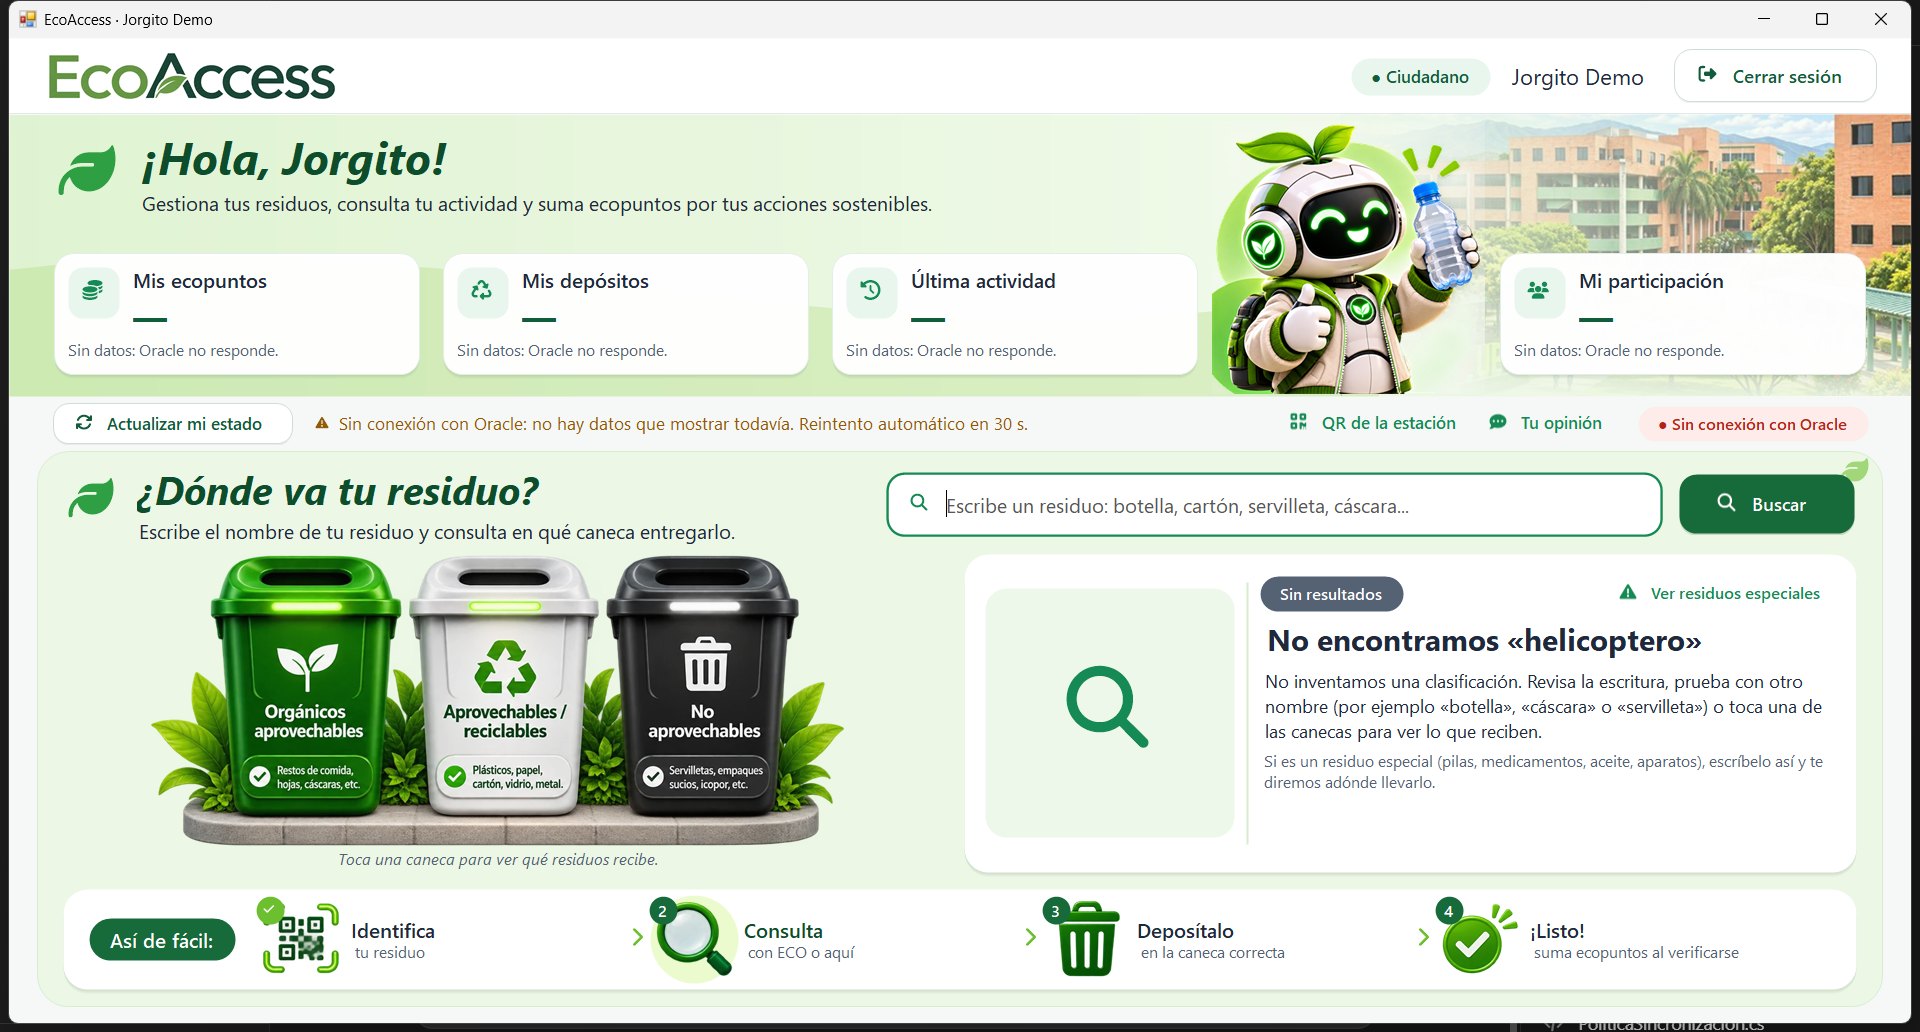 EcoAccess · Jorgito Demo
EcoAccess
● Ciudadano
Jorgito Demo
Cerrar sesión
¡Hola, Jorgito!
Gestiona tus residuos, consulta tu actividad y suma ecopuntos por tus acciones sostenibles.
Mis ecopuntos
Sin datos: Oracle no responde.
Mis depósitos
Sin datos: Oracle no responde.
Última actividad
Sin datos: Oracle no responde.
Mi participación
Sin datos: Oracle no responde.
Actualizar mi estado
Sin conexión con Oracle: no hay datos que mostrar todavía. Reintento automático en 30 s.
QR de la estación
Tu opinión
● Sin conexión con Oracle
¿Dónde va tu residuo?
Escribe el nombre de tu residuo y consulta en qué caneca entregarlo.
Escribe un residuo: botella, cartón, servilleta, cáscara...
Buscar
Orgánicos
aprovechables
Restos de comida,
hojas, cáscaras, etc.
Aprovechables /
reciclables
Plásticos, papel,
cartón, vidrio, metal.
No
aprovechables
Servilletas, empaques
sucios, icopor, etc.
Toca una caneca para ver qué residuos recibe.
Sin resultados
Ver residuos especiales
No encontramos «helicoptero»
No inventamos una clasificación. Revisa la escritura, prueba con otro
nombre (por ejemplo «botella», «cáscara» o «servilleta») o toca una de
las canecas para ver lo que reciben.
Si es un residuo especial (pilas, medicamentos, aceite, aparatos), escríbelo así y te
diremos adónde llevarlo.
Así de fácil:
Identifica
tu residuo
2
Consulta
con ECO o aquí
3
Deposítalo
en la caneca correcta
4
¡Listo!
suma ecopuntos al verificarse
PoliticaSincronizacion.cs